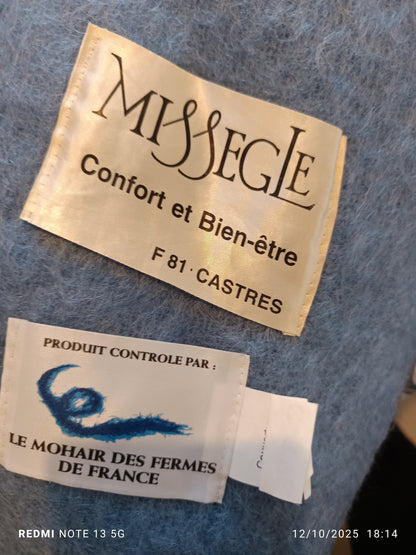 MISSEGLE
Confort et Bien-être
F 81· CASTRES
PRODUIT CONTROLE PAR :
LE MOHAIR DES FERMES
DE FRANCE
REDMI NOTE 13 5G
12/10/2025 18:14